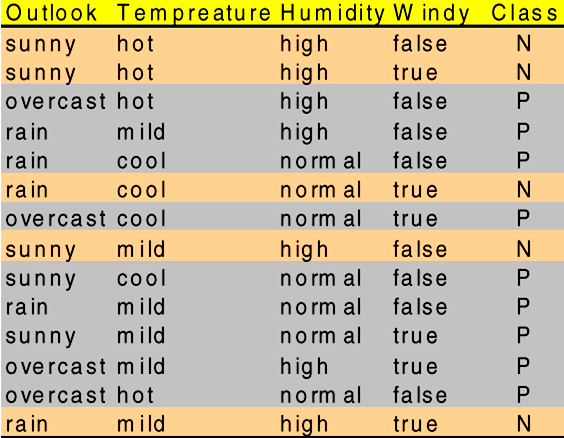 Outlook Tempreature Humidity Windy Class
sunny hot high false N
sunny hot high true N
overcast hot high false P
rain mild high false P
rain cool normal false P
rain cool normal true N
overcast cool normal true P
sunny mild high false N
sunny cool normal false P
rain mild normal false P
sunny mild normal true P
overcast mild high true P
overcast hot normal false P
rain mild high true N